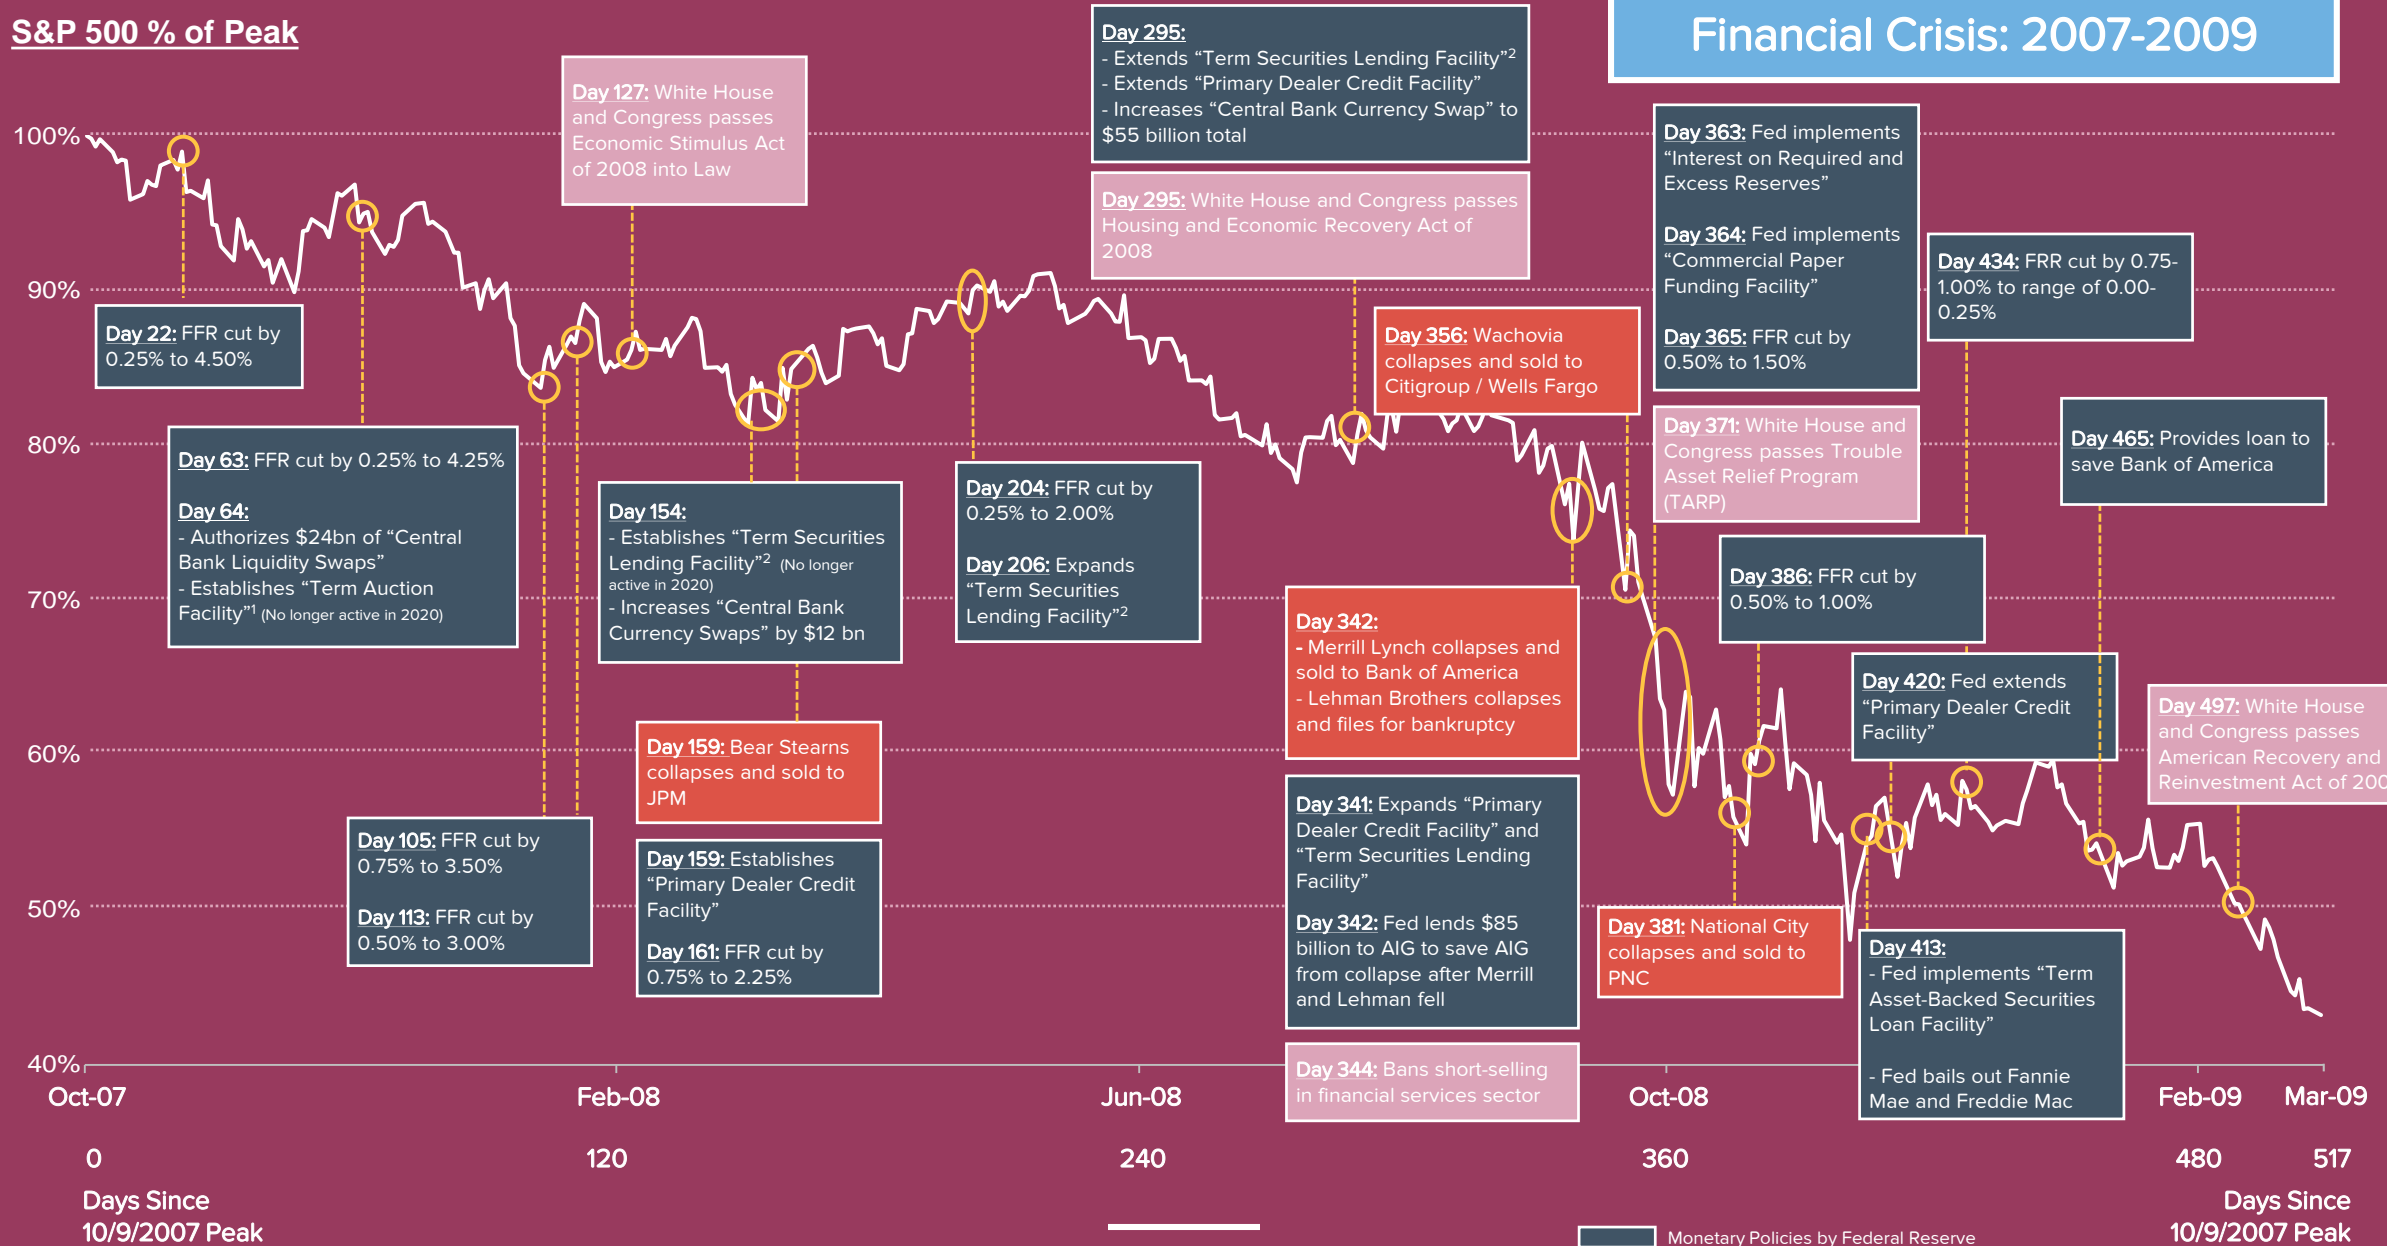 S&P 500 % of Peak
Financial Crisis: 2007-2009
100%
90%
80%
70%
60%
50%
40%
Day 22: FFR cut by
0.25% to 4.50%
Day 63: FFR cut by 0.25% to 4.25%
Day 64:
- Authorizes $24bn of “Central
Bank Liquidity Swaps”
- Establishes “Term Auction
Facility”¹ (No longer active in 2020)
Day 105: FFR cut by
0.75% to 3.50%
Day 113: FFR cut by
0.50% to 3.00%
Day 127: White House
and Congress passes
Economic Stimulus Act
of 2008 into Law
Day 154:
- Establishes “Term Securities
Lending Facility”² (No longer
active in 2020)
- Increases “Central Bank
Currency Swaps” by $12 bn
Day 159: Bear Stearns
collapses and sold to
JPM
Day 159: Establishes
“Primary Dealer Credit
Facility”
Day 161: FFR cut by
0.75% to 2.25%
Day 204: FFR cut by
0.25% to 2.00%
Day 206: Expands
“Term Securities
Lending Facility”²
Day 295:
- Extends “Term Securities Lending Facility”²
- Extends “Primary Dealer Credit Facility”
- Increases “Central Bank Currency Swap” to
$55 billion total
Day 295: White House and Congress passes
Housing and Economic Recovery Act of
2008
Day 342:
- Merrill Lynch collapses and
sold to Bank of America
- Lehman Brothers collapses
and files for bankruptcy
Day 341: Expands “Primary
Dealer Credit Facility” and
“Term Securities Lending
Facility”
Day 342: Fed lends $85
billion to AIG to save AIG
from collapse after Merrill
and Lehman fell
Day 344: Bans short-selling
in financial services sector
Day 356: Wachovia
collapses and sold to
Citigroup / Wells Fargo
Day 363: Fed implements
“Interest on Required and
Excess Reserves”
Day 364: Fed implements
“Commercial Paper
Funding Facility”
Day 365: FFR cut by
0.50% to 1.50%
Day 371: White House and
Congress passes Trouble
Asset Relief Program
(TARP)
Day 381: National City
collapses and sold to
PNC
Day 386: FFR cut by
0.50% to 1.00%
Day 413:
- Fed implements “Term
Asset-Backed Securities
Loan Facility”
- Fed bails out Fannie
Mae and Freddie Mac
Day 420: Fed extends
“Primary Dealer Credit
Facility”
Day 434: FRR cut by 0.75-
1.00% to range of 0.00-
0.25%
Day 465: Provides loan to
save Bank of America
Day 497: White House
and Congress passes
American Recovery and
Reinvestment Act of 200
Oct-07
Feb-08
Jun-08
Oct-08
Feb-09
Mar-09
0
120
240
360
480
517
Days Since
10/9/2007 Peak
Days Since
10/9/2007 Peak
Monetary Policies by Federal Reserve